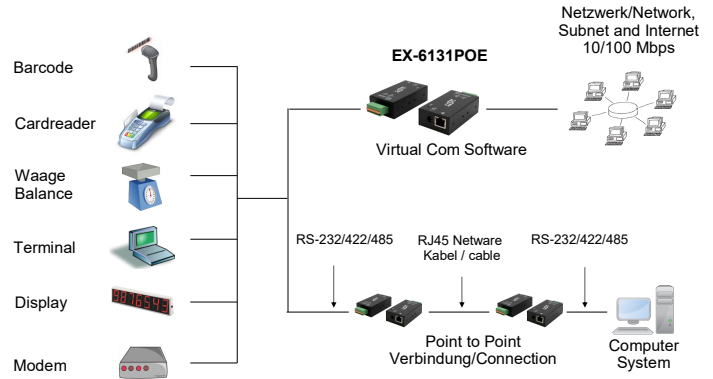 Netzwerk/Network,
Subnet and Internet
10/100 Mbps
EX-6131POE
Barcode
Cardreader
Virtual Com Software
Waage
Balance
Terminal
RS-232/422/485
RJ45 Netware
Kabel / cable
RS-232/422/485
Display
9876543
Point to Point
Verbindung/Connection
Computer
System
Modem